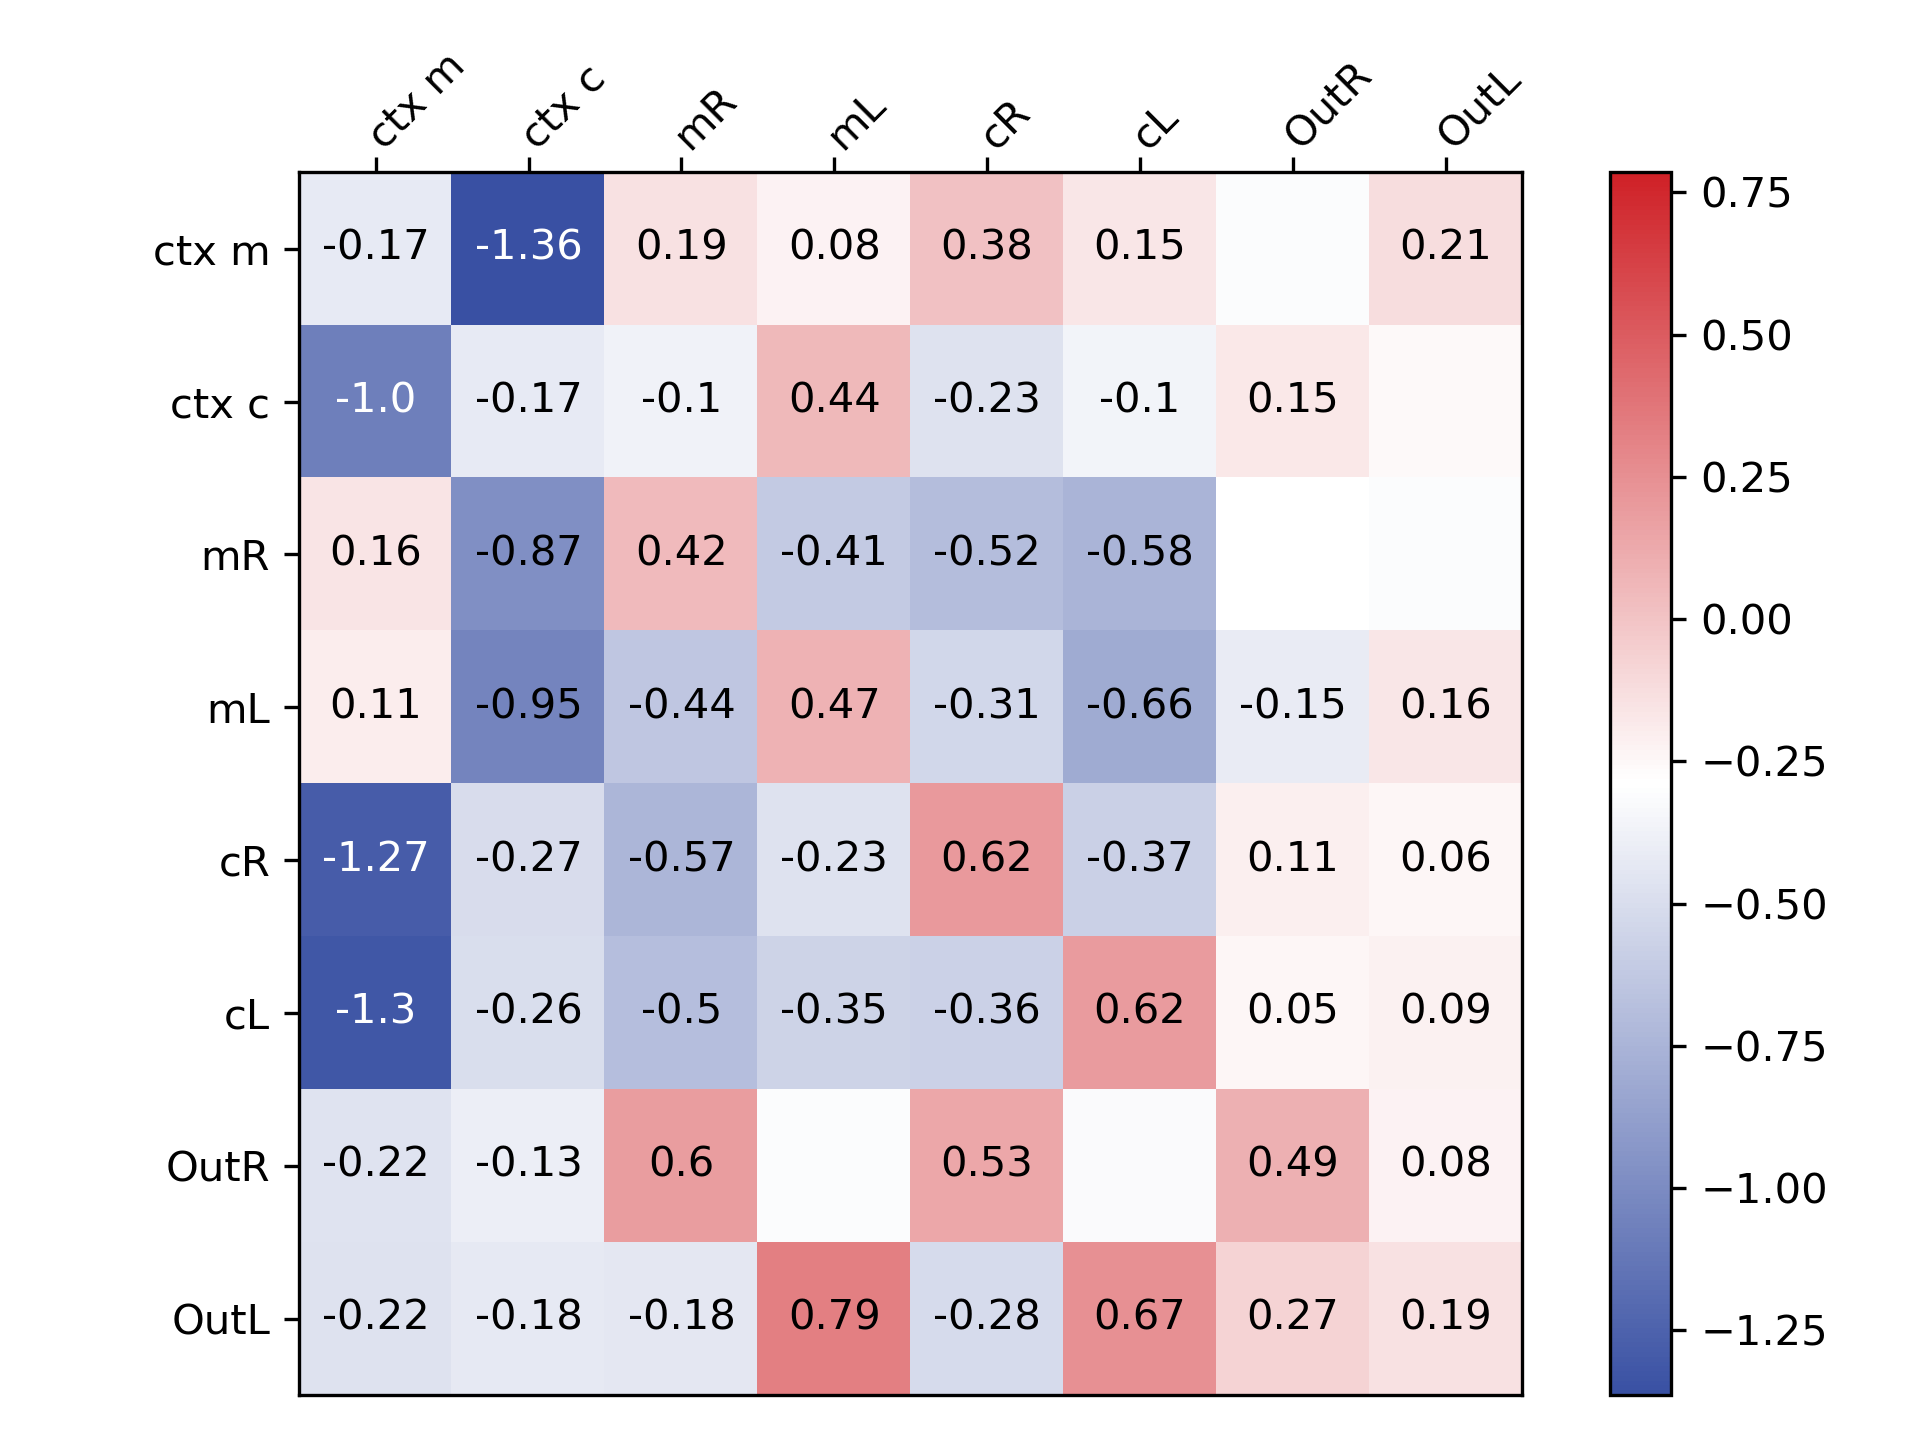 ctx m ctx c mR mL cR cL OutR OutL
ctx m -0.17 -1.36 0.19 0.08 0.38 0.15 0.21
ctx c -1.0 -0.17 -0.1 0.44 -0.23 -0.1 0.15
mR 0.16 -0.87 0.42 -0.41 -0.52 -0.58
mL 0.11 -0.95 -0.44 0.47 -0.31 -0.66 -0.15 0.16
cR -1.27 -0.27 -0.57 -0.23 0.62 -0.37 0.11 0.06
cL -1.3 -0.26 -0.5 -0.35 -0.36 0.62 0.05 0.09
OutR -0.22 -0.13 0.6 0.53 0.49 0.08
OutL -0.22 -0.18 -0.18 0.79 -0.28 0.67 0.27 0.19
0.75
0.50
0.25
0.00
−0.25
−0.50
−0.75
−1.00
−1.25